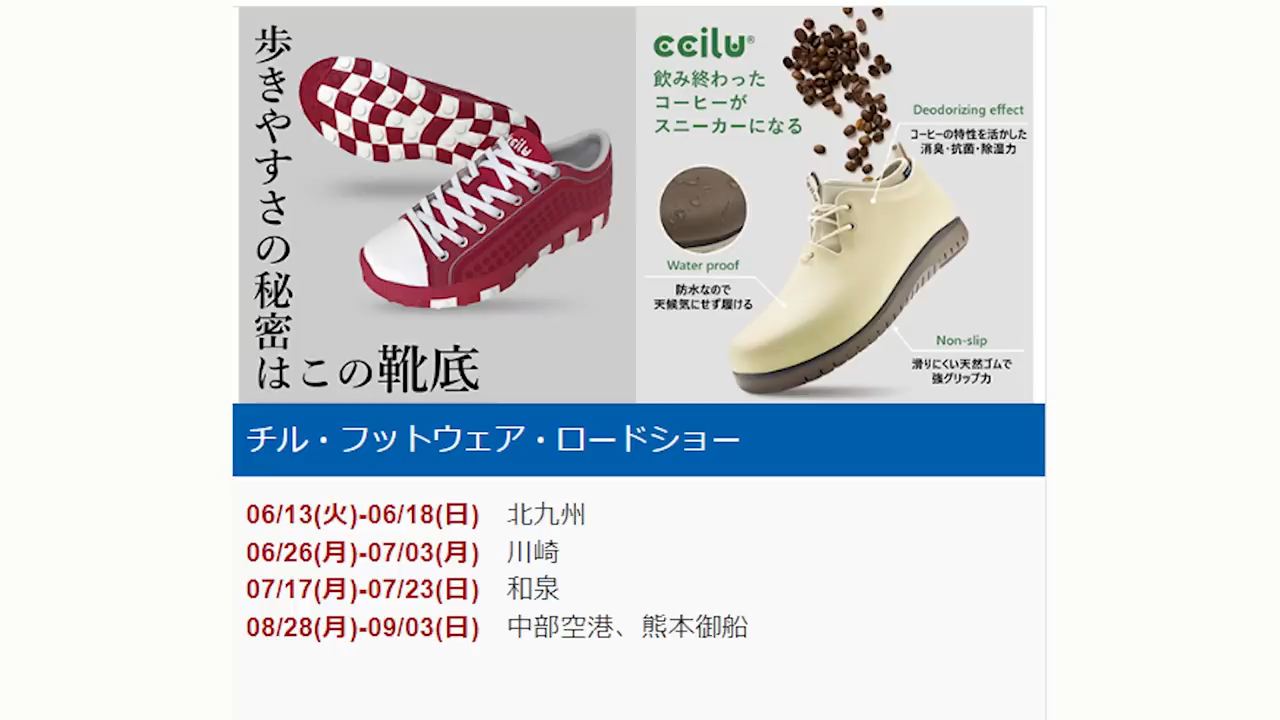 歩きやすさの秘密は
この靴底
ccilu
ccilu®
飲み終わった
コーヒーが
スニーカーになる
Deodorizing effect
コーヒーの特性を活かした
消臭・抗菌・除湿力
Water proof
防水なので
天候気にせず履ける
Non-slip
滑りにくい天然ゴムで
強グリップ力
チル・フットウェア・ロードショー
06/13(火)-06/18(日) 北九州
06/26(月)-07/03(月) 川崎
07/17(月)-07/23(日) 和泉
08/28(月)-09/03(日) 中部空港、熊本御船